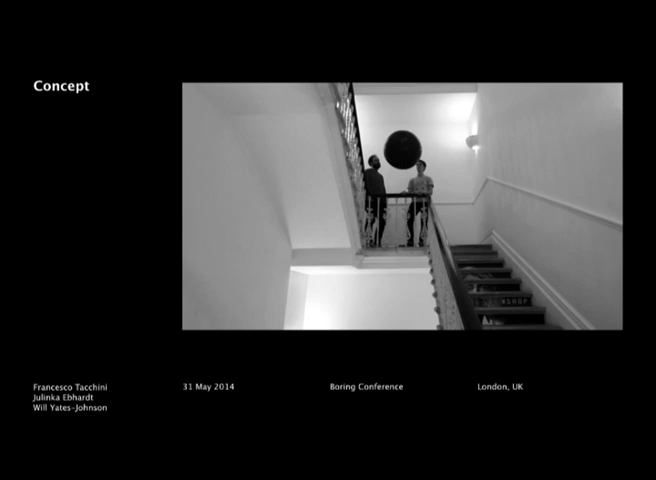 Concept
Francesco Tacchini
Julinka Ebhardt
Will Yates-Johnson
31 May 2014
Boring Conference
London, UK